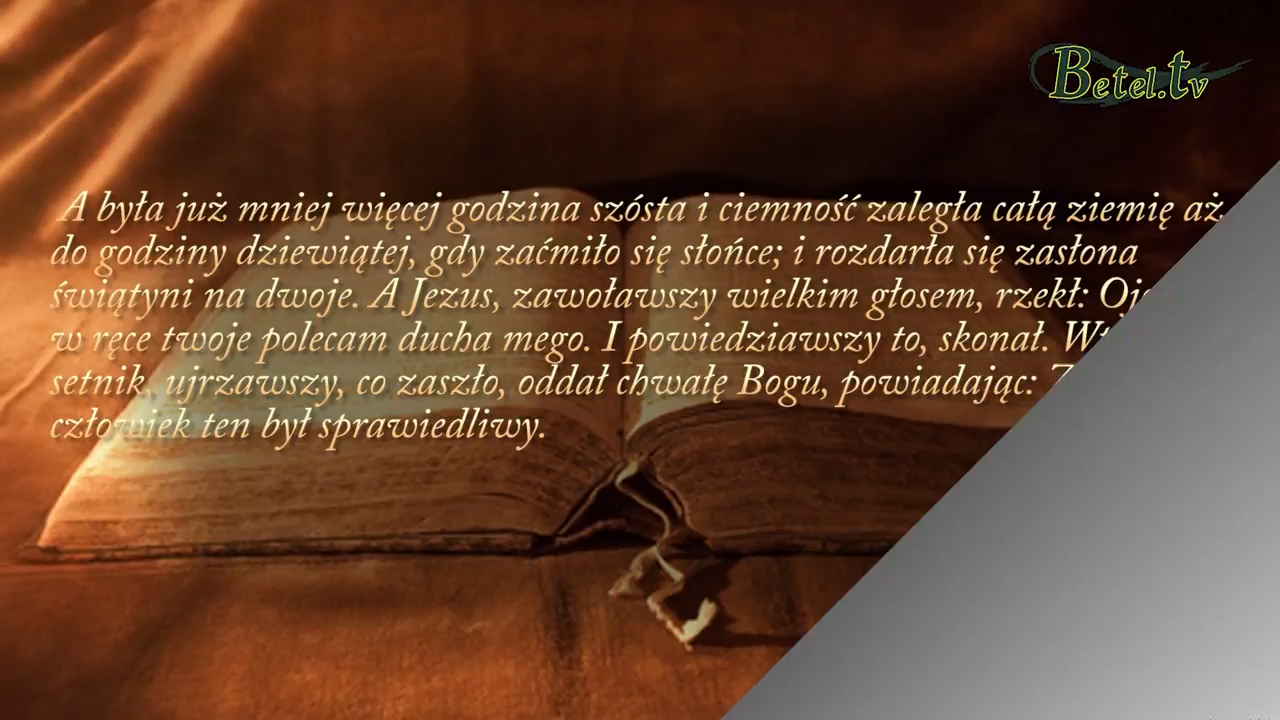 Betel.tv
A była już mniej więcej godzina szósta i ciemność zaległa całą ziemię aż
do godziny dziewiątej, gdy zaćmiło się słońce; i rozdarła się zasłona
świątyni na dwoje. A Jezus, zawoławszy wielkim głosem, rzekł:
w ręce twoje polecam ducha mego. I powiedziawszy to, skonał.
setnik, ujrzawszy, co zaszło, oddał chwałę Bogu, powiadając:
człowiek ten był sprawiedliwy.